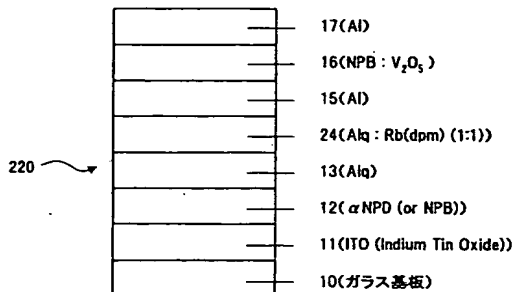 17(Al)
16(NPB : V₂O₅ )
15(Al)
24(Alq : Rb(dpm) (1:1))
220
13(Alq)
12( αNPD (or NPB))
11(ITO (Indium Tin Oxide))
10(ガラス基板)